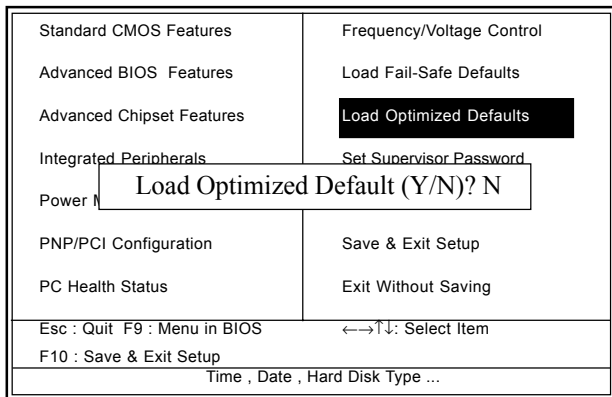 Standard CMOS Features
Advanced BIOS Features
Advanced Chipset Features
Integrated Peripherals
Power
PNP/PCI Configuration
PC Health Status
Frequency/Voltage Control
Load Fail-Safe Defaults
Load Optimized Defaults
Set Supervisor Password
Save & Exit Setup
Exit Without Saving
Load Optimized Default (Y/N)? N
Esc : Quit F9 : Menu in BIOS
←→↑↓: Select Item
F10 : Save & Exit Setup
Time , Date , Hard Disk Type ...